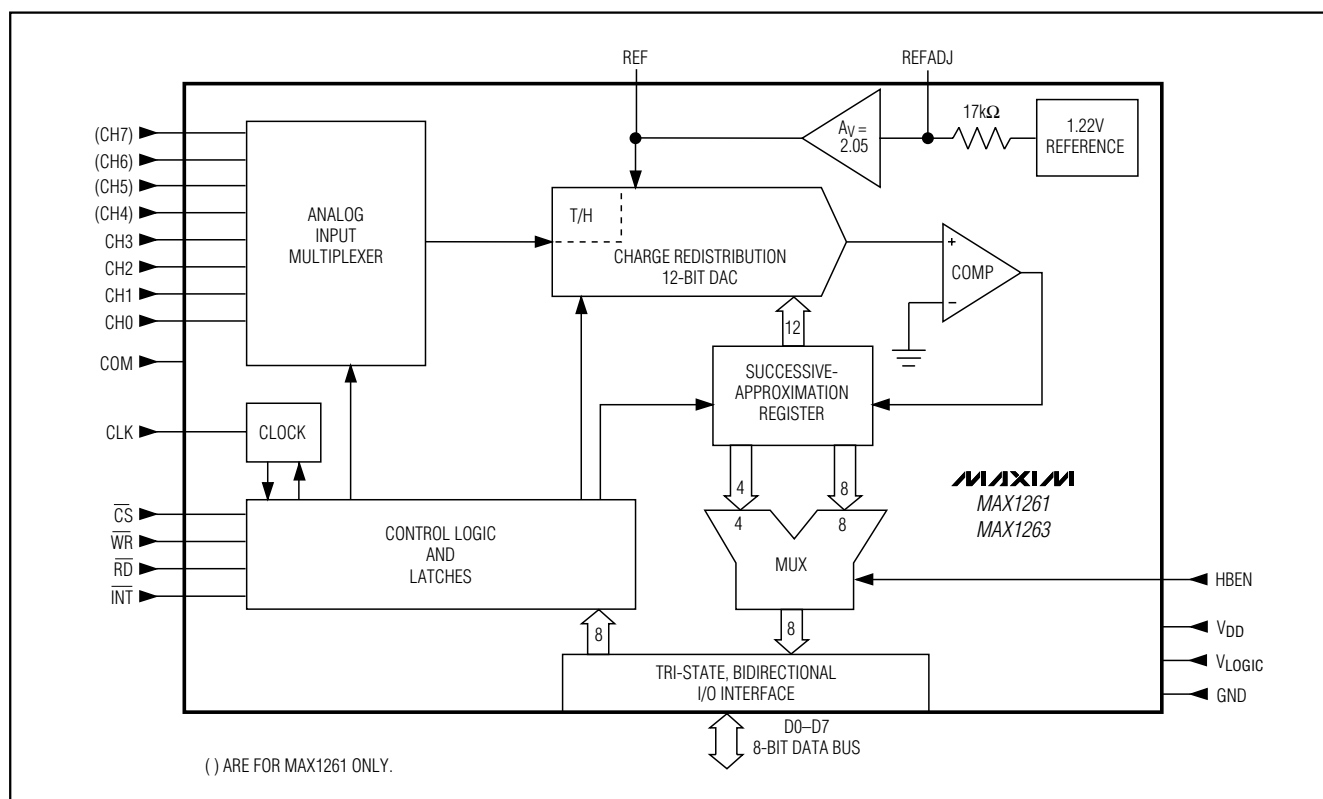 REF
REFADJ
(CH7)
(CH6)
(CH5)
(CH4)
CH3
CH2
CH1
CH0
COM
CLK
CS
WR
RD
INT
ANALOG
INPUT
MULTIPLEXER
CLOCK
CONTROL LOGIC
AND
LATCHES
T/H
CHARGE REDISTRIBUTION
12-BIT DAC
AV =
2.05
17kΩ
1.22V
REFERENCE
+
COMP
−
12
SUCCESSIVE-
APPROXIMATION
REGISTER
4
8
4
8
MUX
MAXIM
MAX1261
MAX1263
HBEN
VDD
VLOGIC
GND
8
8
TRI-STATE, BIDIRECTIONAL
I/O INTERFACE
D0–D7
8-BIT DATA BUS
( ) ARE FOR MAX1261 ONLY.